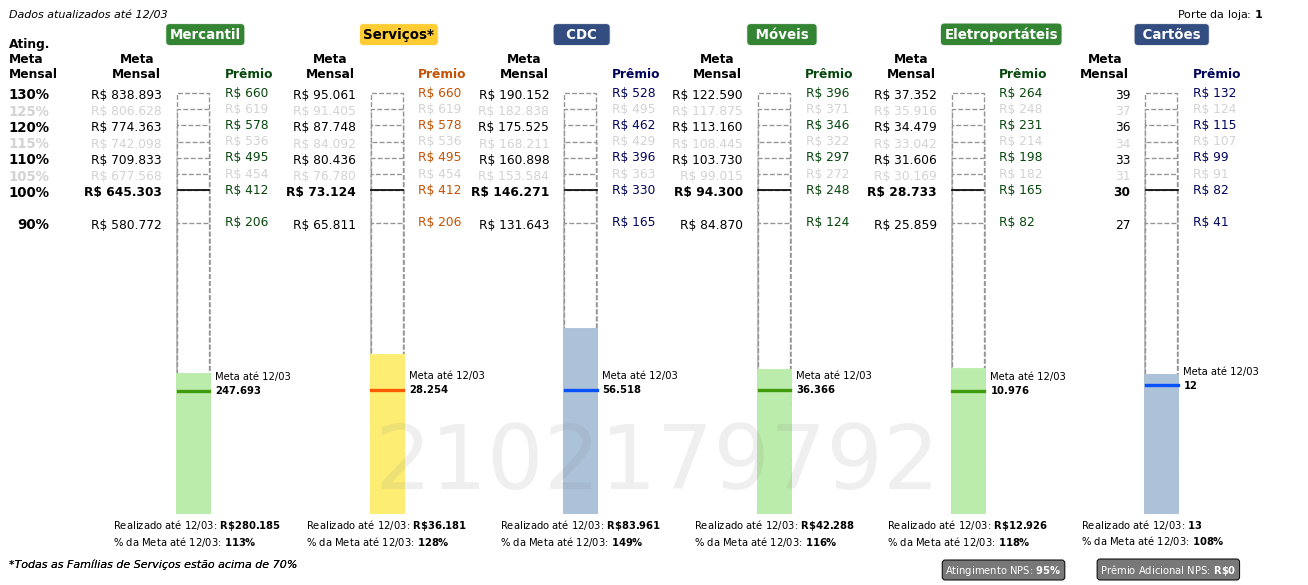 Dados atualizados até 12/03 Porte da loja: 1
Mercantil Serviços* CDC Móveis Eletroportáteis Cartões
Ating.
Meta Meta Meta Meta Meta Meta Meta
Mensal Mensal Prêmio Mensal Prêmio Mensal Prêmio Mensal Prêmio Mensal Prêmio Mensal Prêmio
130% R$ 838.893 R$ 660 R$ 95.061 R$ 660 R$ 190.152 R$ 528 R$ 122.590 R$ 396 R$ 37.352 R$ 264 39 R$ 132
125% R$ 806.628 R$ 619 R$ 91.405 R$ 619 R$ 182.838 R$ 495 R$ 117.875 R$ 371 R$ 35.916 R$ 248 37 R$ 124
120% R$ 774.363 R$ 578 R$ 87.748 R$ 578 R$ 175.525 R$ 462 R$ 113.160 R$ 346 R$ 34.479 R$ 231 36 R$ 115
115% R$ 742.098 R$ 536 R$ 84.092 R$ 536 R$ 168.211 R$ 429 R$ 108.445 R$ 322 R$ 33.042 R$ 214 34 R$ 107
110% R$ 709.833 R$ 495 R$ 80.436 R$ 495 R$ 160.898 R$ 396 R$ 103.730 R$ 297 R$ 31.606 R$ 198 33 R$ 99
105% R$ 677.568 R$ 454 R$ 76.780 R$ 454 R$ 153.584 R$ 363 R$ 99.015 R$ 272 R$ 30.169 R$ 182 31 R$ 91
100% R$ 645.303 R$ 412 R$ 73.124 R$ 412 R$ 146.271 R$ 330 R$ 94.300 R$ 248 R$ 28.733 R$ 165 30 R$ 82
90% R$ 580.772 R$ 206 R$ 65.811 R$ 206 R$ 131.643 R$ 165 R$ 84.870 R$ 124 R$ 25.859 R$ 82 27 R$ 41
Meta até 12/03 Meta até 12/03 Meta até 12/03 Meta até 12/03 Meta até 12/03 Meta até 12/03
247.693 28.254 56.518 36.366 10.976 12
2102179792
Realizado até 12/03: R$280.185 Realizado até 12/03: R$36.181 Realizado até 12/03: R$83.961 Realizado até 12/03: R$42.288 Realizado até 12/03: R$12.926 Realizado até 12/03: 13
% da Meta até 12/03: 113% % da Meta até 12/03: 128% % da Meta até 12/03: 149% % da Meta até 12/03: 116% % da Meta até 12/03: 118% % da Meta até 12/03: 108%
*Todas as Famílias de Serviços estão acima de 70% Atingimento NPS: 95% Prêmio Adicional NPS: R$0